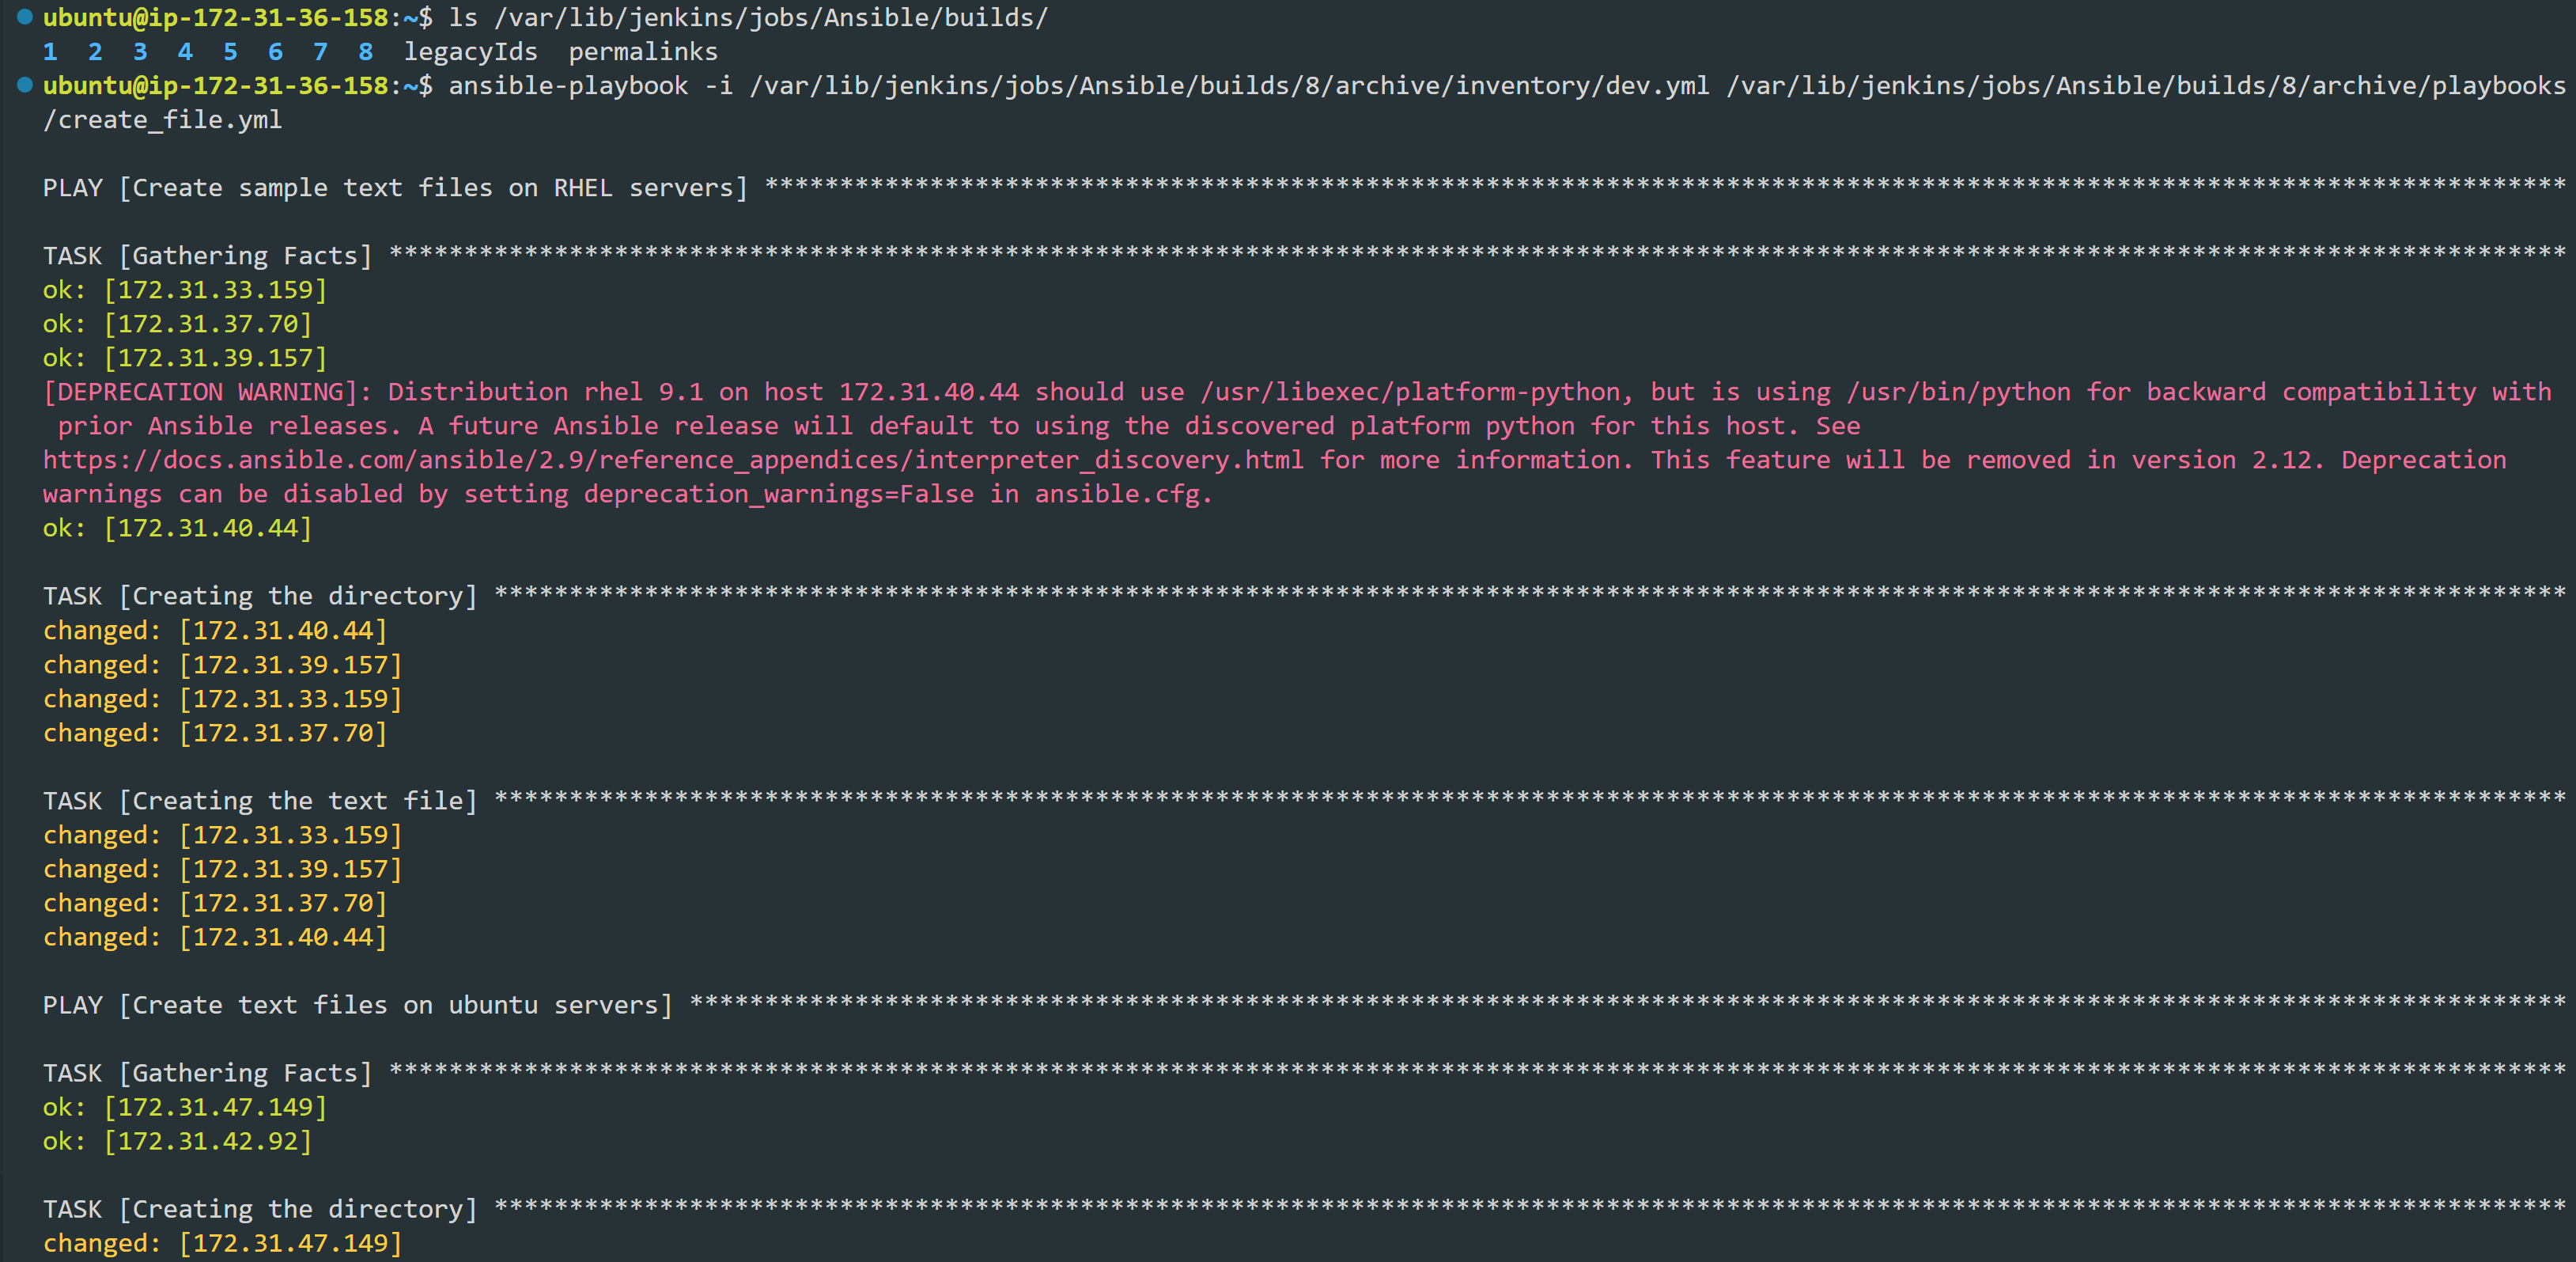 ubuntu@ip-172-31-36-158:~$ ls /var/lib/jenkins/jobs/Ansible/builds/
1  2  3  4  5  6  7  8  legacyIds  permalinks
ubuntu@ip-172-31-36-158:~$ ansible-playbook -i /var/lib/jenkins/jobs/Ansible/builds/8/archive/inventory/dev.yml /var/lib/jenkins/jobs/Ansible/builds/8/archive/playbooks
/create_file.yml
PLAY [Create sample text files on RHEL servers] ************************************************************************************************************************
TASK [Gathering Facts] *************************************************************************************************************************************************
ok: [172.31.33.159]
ok: [172.31.37.70]
ok: [172.31.39.157]
[DEPRECATION WARNING]: Distribution rhel 9.1 on host 172.31.40.44 should use /usr/libexec/platform-python, but is using /usr/bin/python for backward compatibility with
prior Ansible releases. A future Ansible release will default to using the discovered platform python for this host. See
https://docs.ansible.com/ansible/2.9/reference_appendices/interpreter_discovery.html for more information. This feature will be removed in version 2.12. Deprecation
warnings can be disabled by setting deprecation_warnings=False in ansible.cfg.
ok: [172.31.40.44]
TASK [Creating the directory] ******************************************************************************************************************************************
changed: [172.31.40.44]
changed: [172.31.39.157]
changed: [172.31.33.159]
changed: [172.31.37.70]
TASK [Creating the text file] ******************************************************************************************************************************************
changed: [172.31.33.159]
changed: [172.31.39.157]
changed: [172.31.37.70]
changed: [172.31.40.44]
PLAY [Create text files on ubuntu servers] *****************************************************************************************************************************
TASK [Gathering Facts] *************************************************************************************************************************************************
ok: [172.31.47.149]
ok: [172.31.42.92]
TASK [Creating the directory] ******************************************************************************************************************************************
changed: [172.31.47.149]